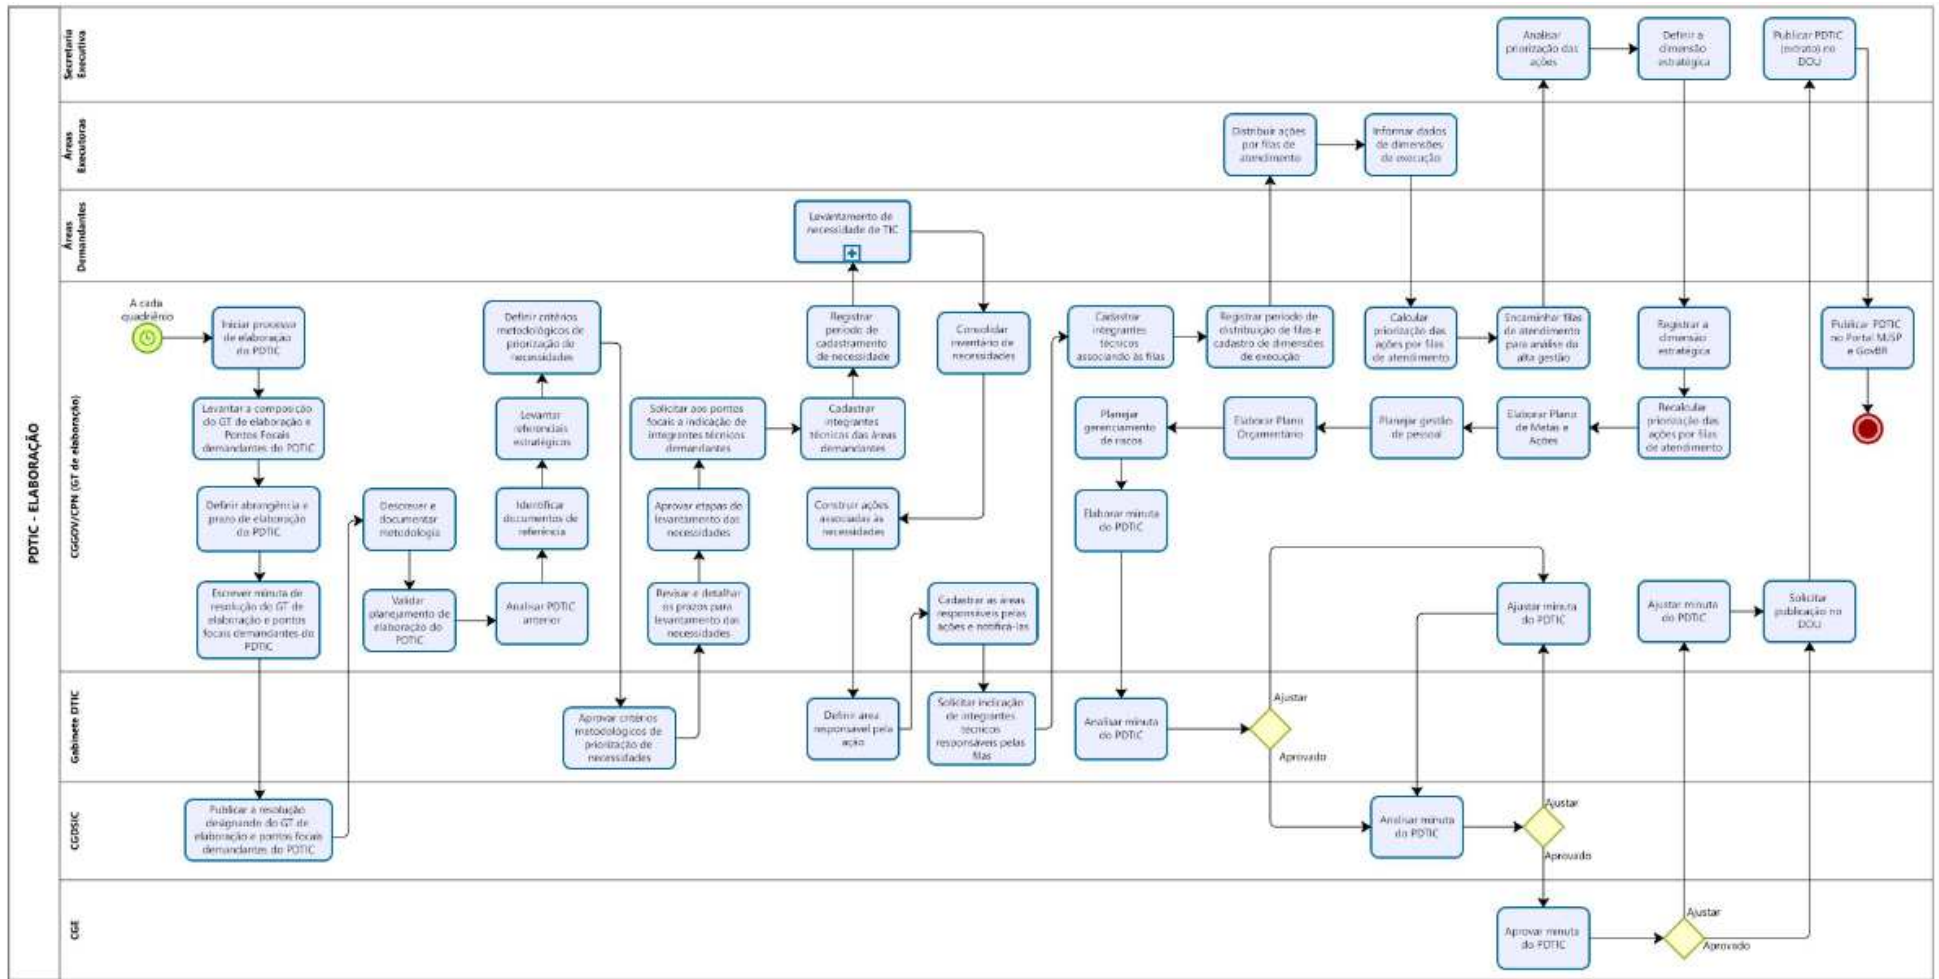 PDTIC - ELABORAÇÃO
Secretaria
Executiva
Analisar
priorização das
ações
Definir a
dimensão
estratégica
Publicar PDTIC
(extrato) no
DOU
Áreas
Executoras
Distribuir ações
por filas de
atendimento
Informar dados
de dimensões
de execução
Áreas
Demandantes
Levantamento de
necessidade de TIC
CGGOV/CPN (GT de elaboração)
A cada
quadriênio
Iniciar processo
de elaboração
do PDTIC
Levantar a composição
do GT de elaboração e
Pontos Focais
demandantes do PDTIC
Definir abrangência e
prazo de elaboração
do PDTIC
Escrever minuta de
resolução do GT de
elaboração e pontos
focais demandantes do
PDTIC
Descrever e
documentar
metodologia
Validar
planejamento de
elaboração do
PDTIC
Analisar PDTIC
anterior
Identificar
documentos de
referência
Levantar
referenciais
estratégicos
Definir critérios
metodológicos de
priorização de
necessidades
Revisar e detalhar
os prazos para
levantamento das
necessidades
Aprovar etapas do
levantamento das
necessidades
Solicitar aos pontos
focais a indicação de
integrantes técnicos
demandantes
Cadastrar
integrantes
técnicos das áreas
demandantes
Registrar
período de
cadastramento
de necessidade
Consolidar
inventário de
necessidades
Construir ações
associadas às
necessidades
Cadastrar as áreas
responsáveis pelas
ações e notificá-las
Cadastrar
integrantes
técnicos
associando às filas
Registrar período de
distribuição de filas e
cadastro de dimensões
de execução
Calcular
priorização das
ações por filas
de atendimento
Encaminhar filas
de atendimento
para análise da
alta gestão
Registrar a
dimensão
estratégica
Publicar PDTIC
no Portal MJSP
e GovBR
Planejar
gerenciamento
de riscos
Elaborar Plano
Orçamentário
Planejar gestão
de pessoal
Elaborar Plano
de Metas e
Ações
Recalcular
priorização das
ações por filas
de atendimento
Elaborar minuta
do PDTIC
Ajustar minuta
do PDTIC
Ajustar minuta
do PDTIC
Solicitar
publicação no
DOU
Gabinete DTIC
Aprovar critérios
metodológicos de
priorização de
necessidades
Definir área
responsável pela
ação
Solicitar indicação
de integrantes
técnicos
responsáveis pelas
filas
Analisar minuta
do PDTIC
Ajustar
Aprovado
CGDSIC
Publicar a resolução
designando do GT de
elaboração e pontos focais
demandantes do PDTIC
Analisar minuta
do PDTIC
Ajustar
Aprovado
CGE
Aprovar minuta
do PDTIC
Ajustar
Aprovado